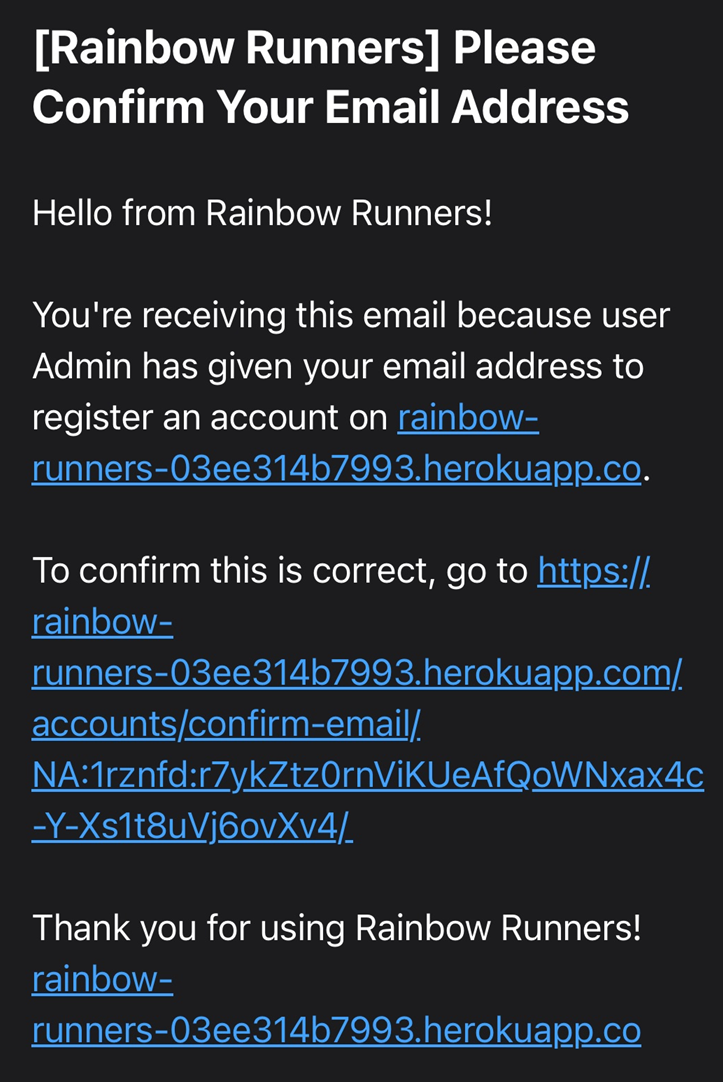 [Rainbow Runners] Please
Confirm Your Email Address
Hello from Rainbow Runners!
You're receiving this email because user
Admin has given your email address to
register an account on rainbow-
runners-03ee314b7993.herokuapp.co.
To confirm this is correct, go to https://
rainbow-
runners-03ee314b7993.herokuapp.com/
accounts/confirm-email/
NA:1rznfd:r7ykZtz0rnViKUeAfQoWNxax4c
-Y-Xs1t8uVj6ovXv4/
Thank you for using Rainbow Runners!
rainbow-
runners-03ee314b7993.herokuapp.co